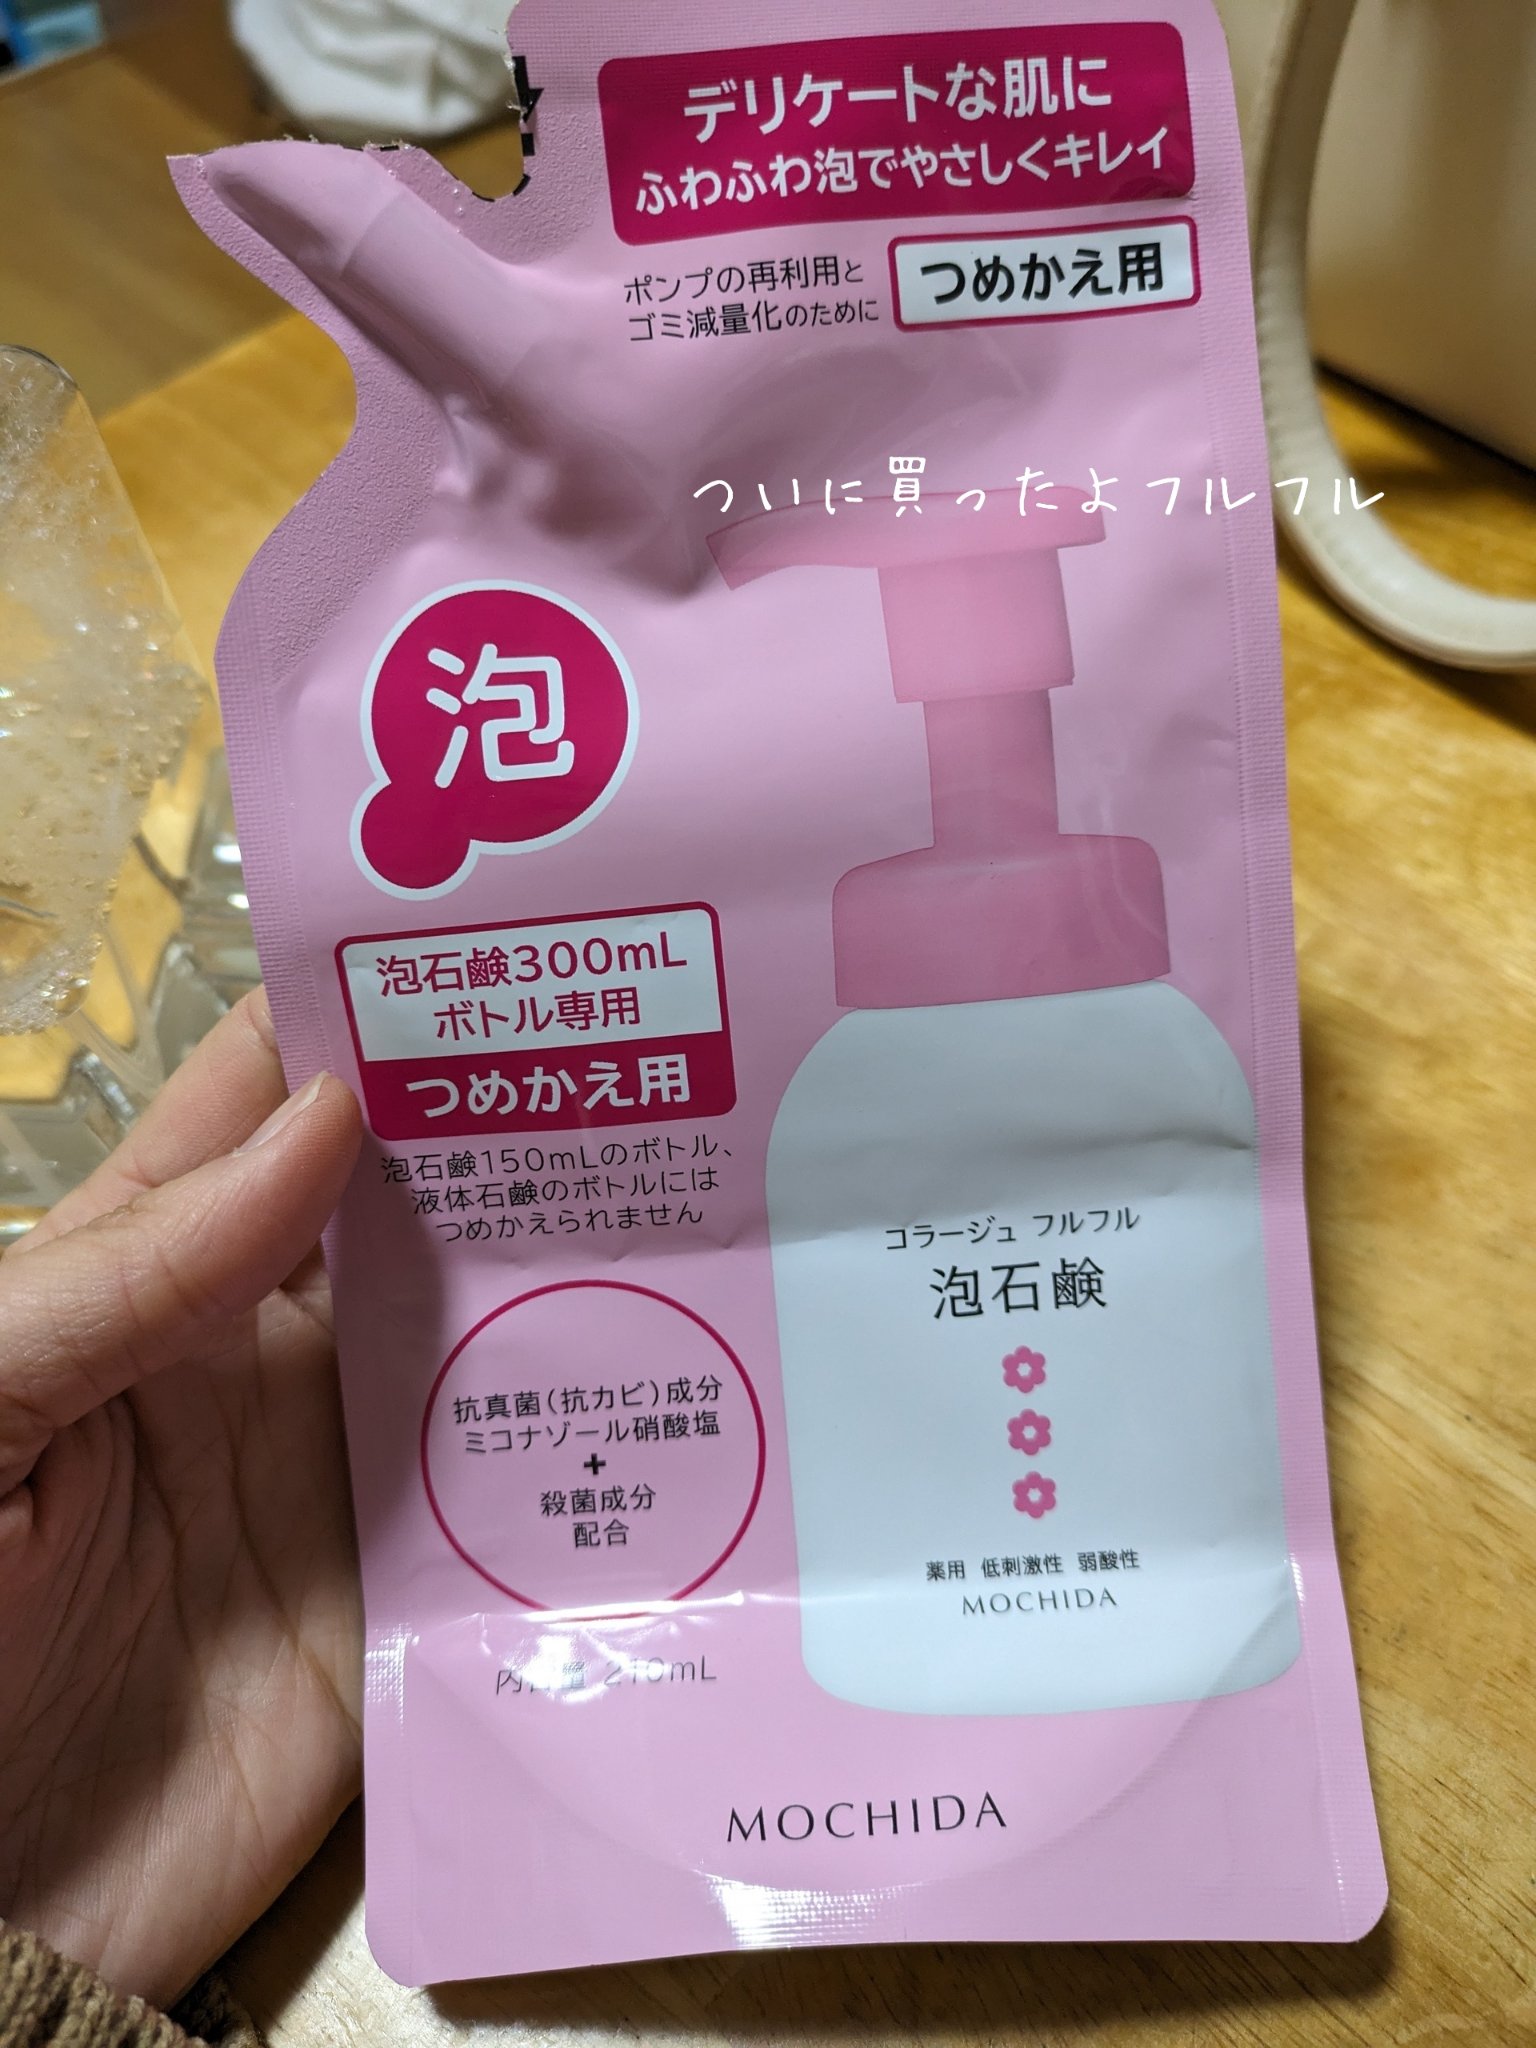 デリケートな肌に
ふわふわ泡でやさしくキレイ
ポンプの再利用と
ゴミ減量化のために
つめかえ用
ついに買ったよフルフル
泡
泡石鹸300mL
ボトル専用
つめかえ用
泡石鹸150mLのボトル、
液体石鹸のボトルには
つめかえられません
コラージュ フルフル
泡石鹸
抗真菌(抗カビ)成分
ミコナゾール硝酸塩
+
殺菌成分
配合
薬用 低刺激性 弱酸性
MOCHIDA
内容量 210mL
MOCHIDA